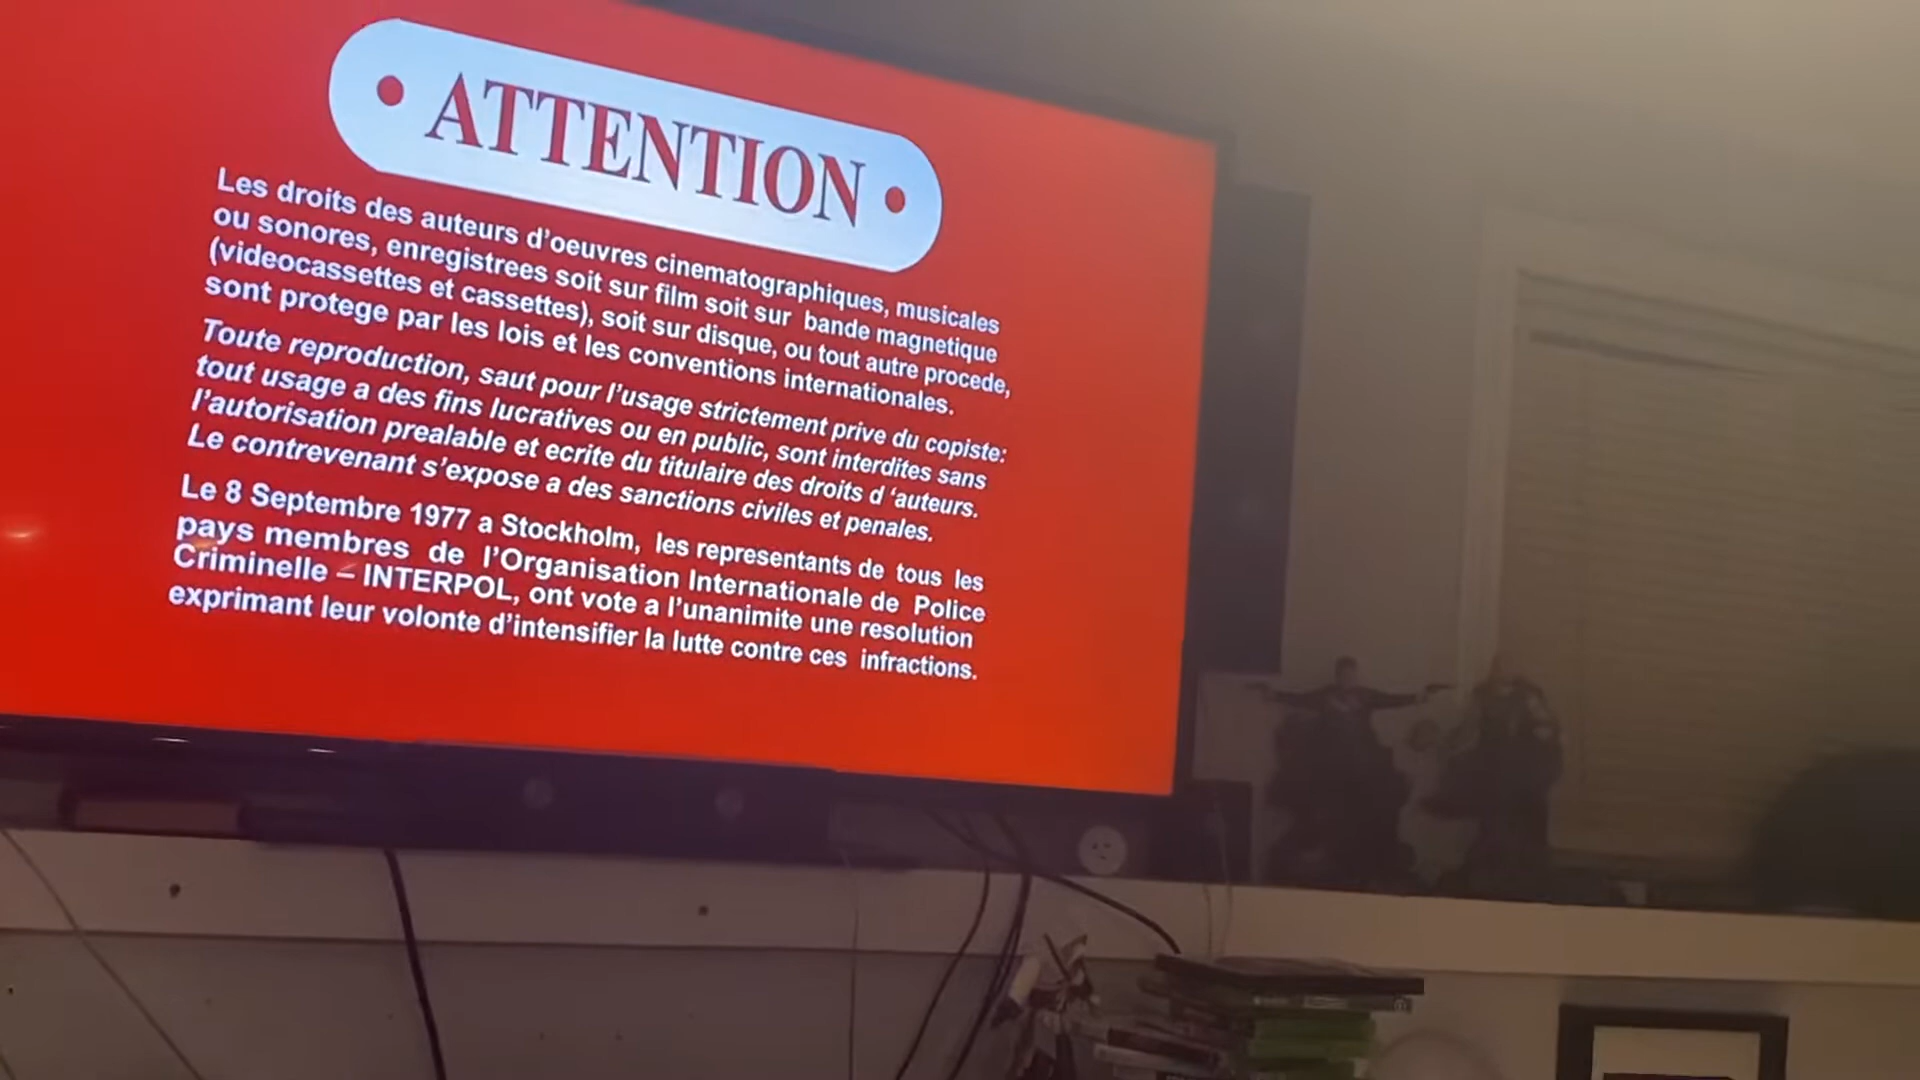 • ATTENTION •
Les droits des auteurs d'oeuvres cinematographiques, musicales
ou sonores, enregistrees soit sur film soit sur bande magnetique
(videocassettes et cassettes), soit sur disque, ou tout autre procede,
sont protege par les lois et les conventions internationales.
Toute reproduction, saut pour l'usage strictement prive du copiste:
tout usage a des fins lucratives ou en public, sont interdites sans
l'autorisation prealable et ecrite du titulaire des droits d 'auteurs.
Le contrevenant s'expose a des sanctions civiles et penales.
Le 8 Septembre 1977 a Stockholm, les representants de tous les
pays membres de l'Organisation Internationale de Police
Criminelle – INTERPOL, ont vote a l'unanimite une resolution
exprimant leur volonte d'intensifier la lutte contre ces infractions.